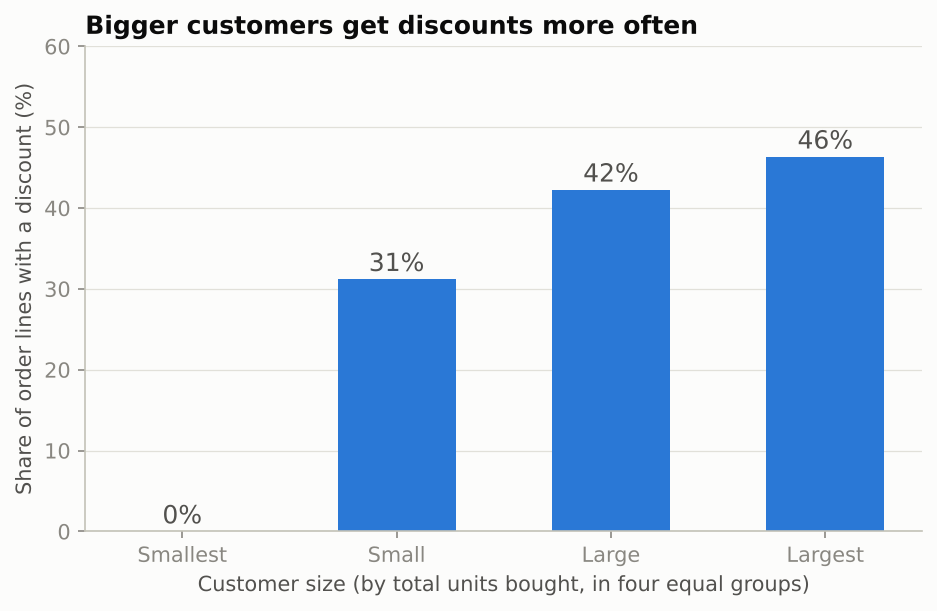 Bigger customers get discounts more often
Share of order lines with a discount (%)
60
50
40
30
20
10
0
0%
31%
42%
46%
Smallest
Small
Large
Largest
Customer size (by total units bought, in four equal groups)